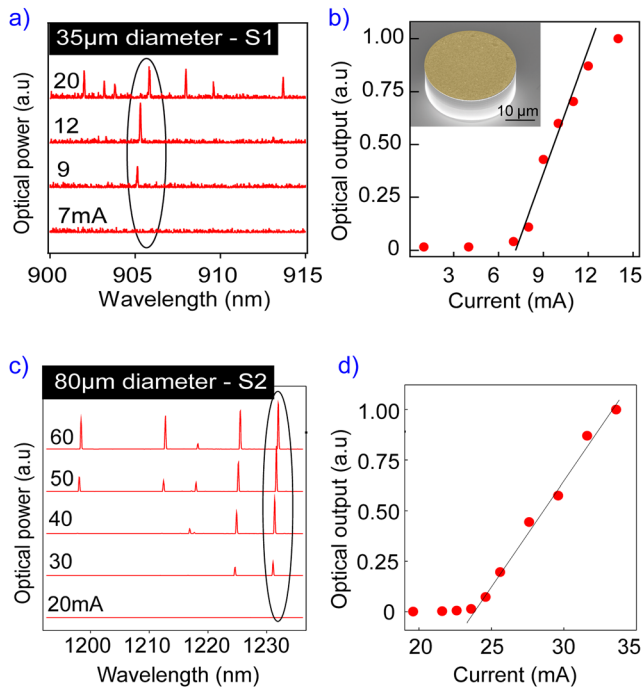 a)
35μm diameter - S1
Optical power (a.u)
20
12
9
7mA
900 905 910 915
Wavelength (nm)
b)
Optical output (a.u)
1.00
0.75
0.50
0.25
0
10 μm
3 6 9 12 15
Current (mA)
c)
80μm diameter - S2
Optical power (a.u)
60
50
40
30
20mA
1200 1210 1220 1230
Wavelength (nm)
d)
Optical output (a.u)
1.00
0.75
0.50
0.25
0.00
20 25 30 35
Current (mA)